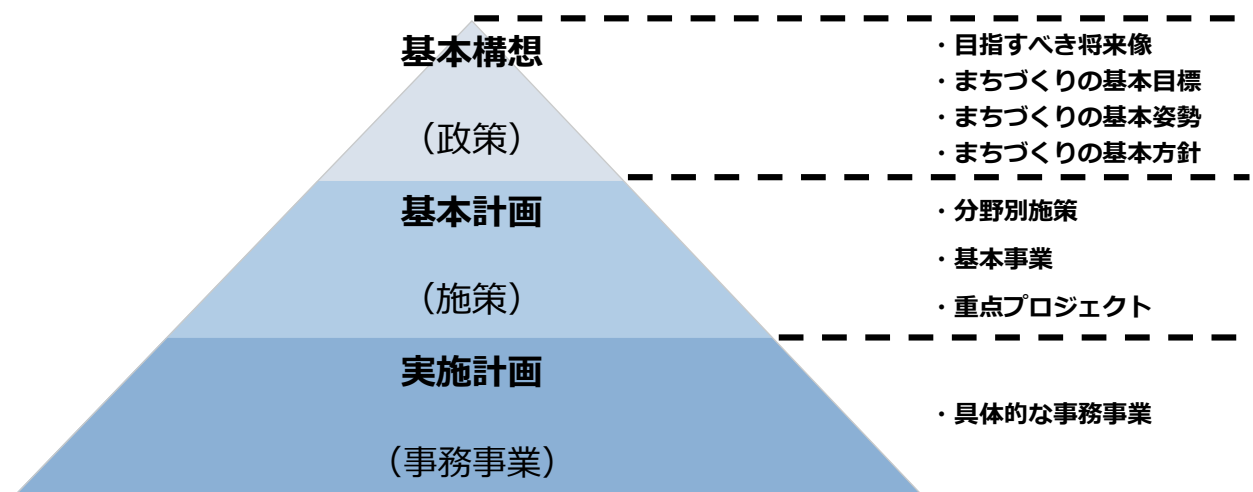 基本構想
（政策）
・目指すべき将来像
・まちづくりの基本目標
・まちづくりの基本姿勢
・まちづくりの基本方針
基本計画
（施策）
・分野別施策
・基本事業
・重点プロジェクト
実施計画
（事務事業）
・具体的な事務事業